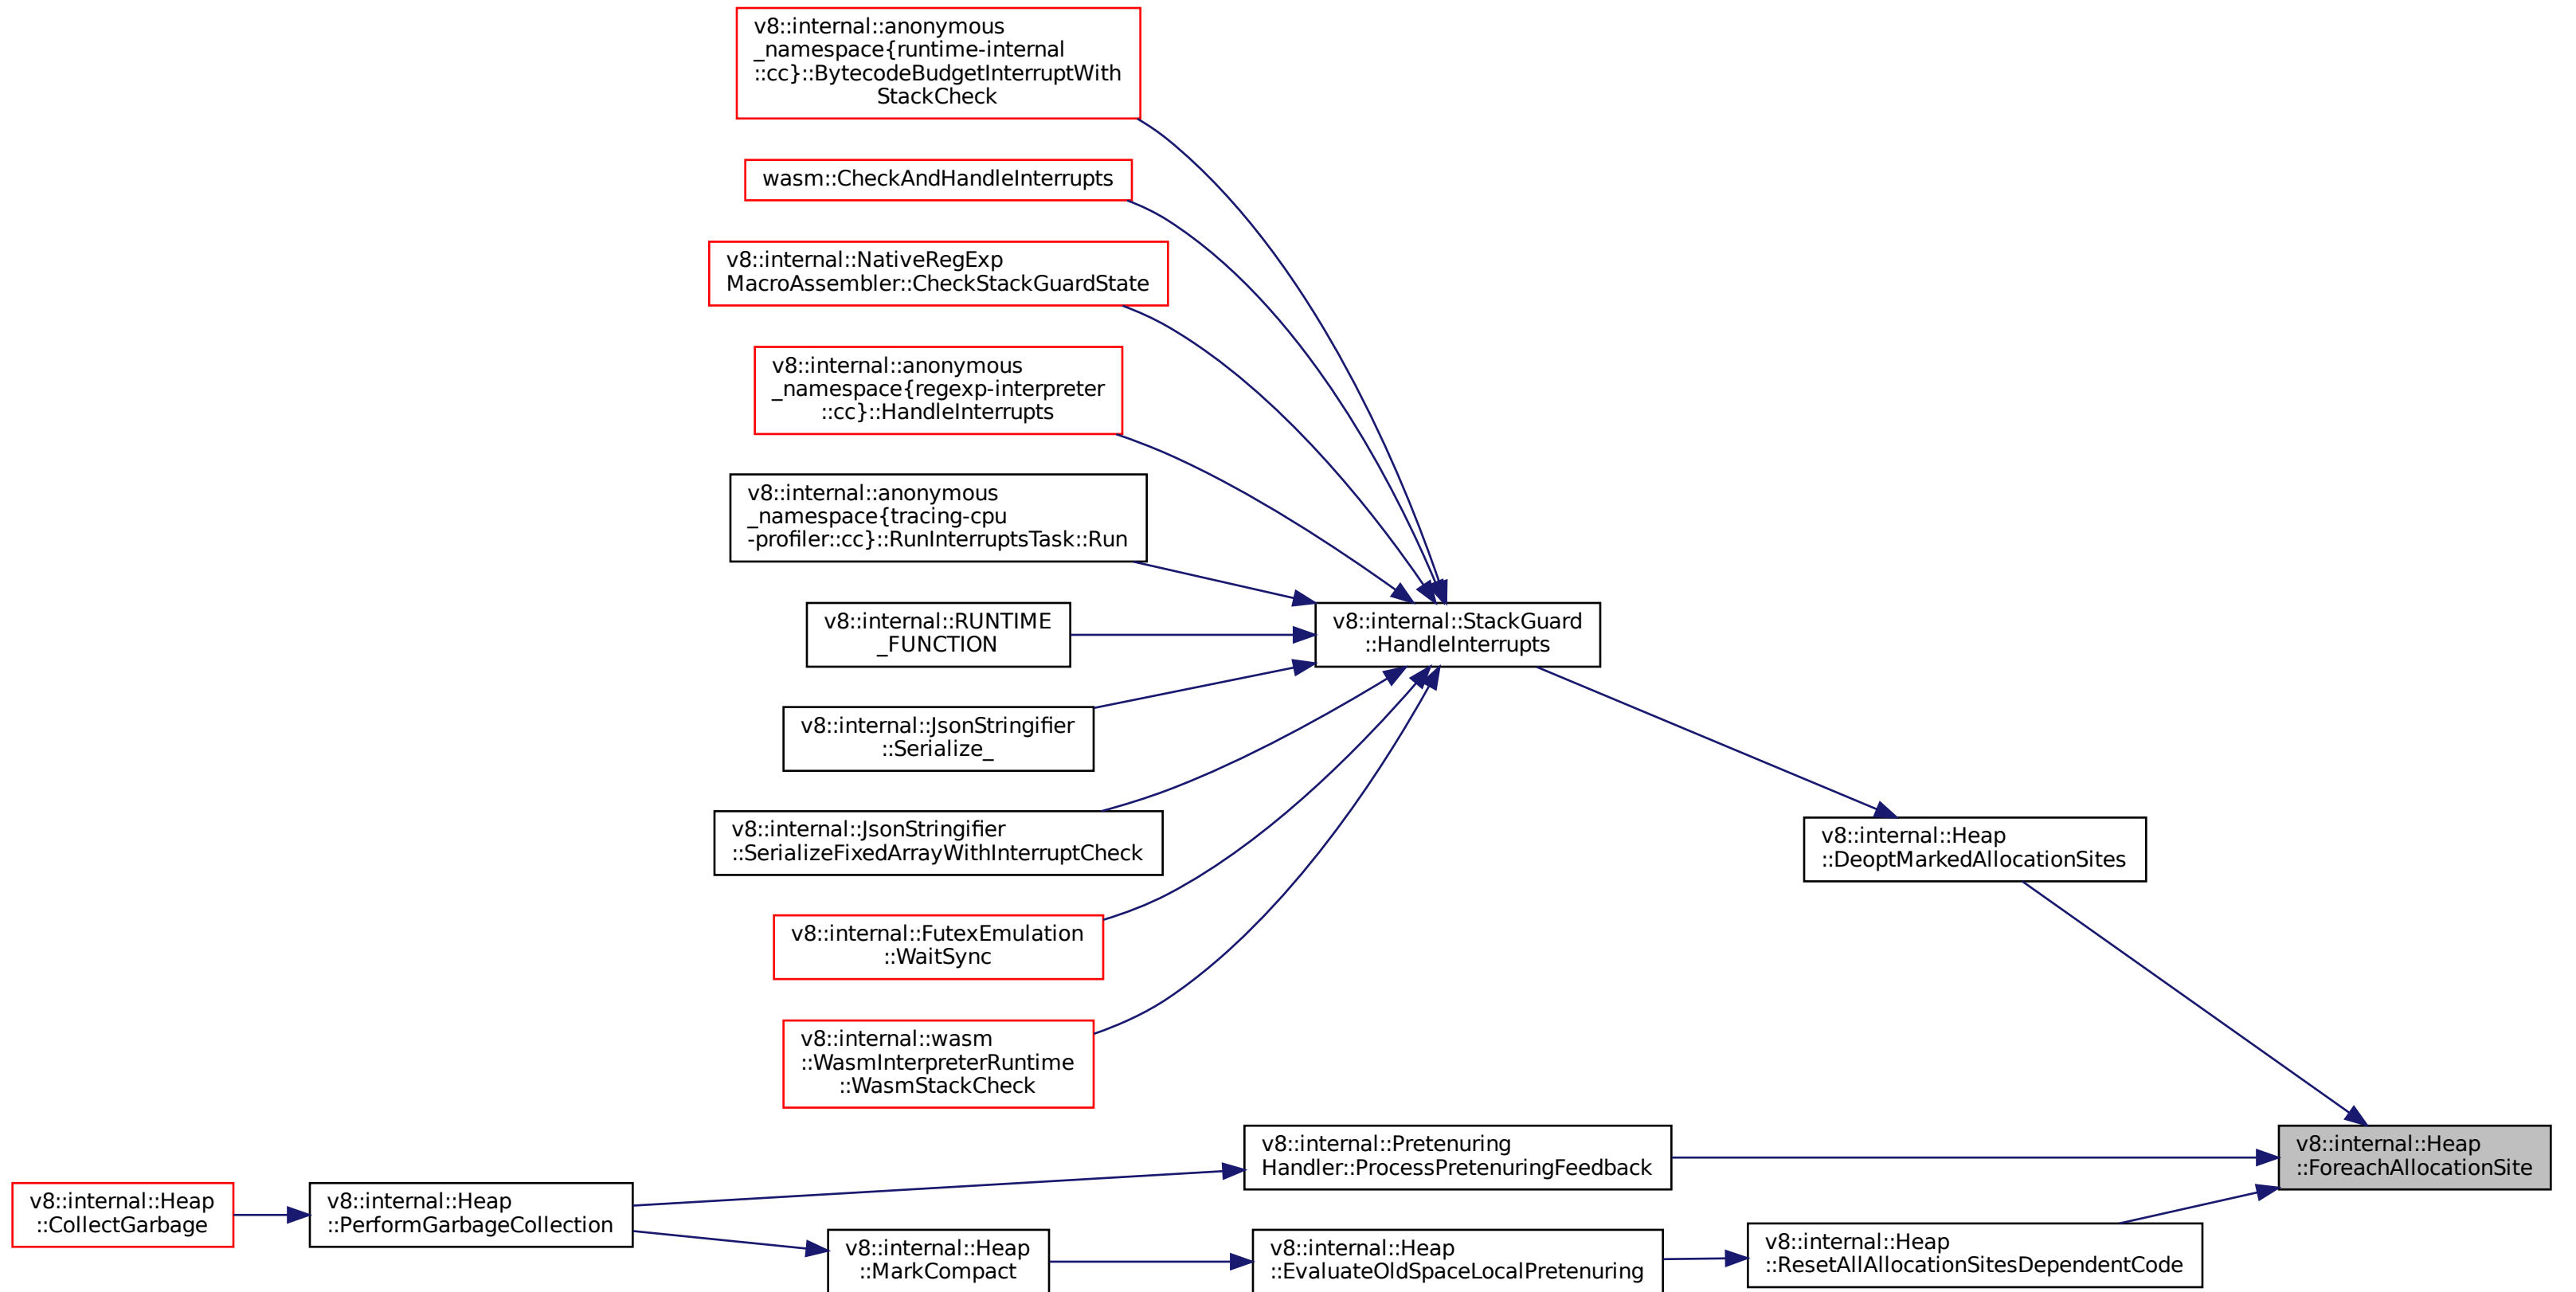 v8::internal::anonymous
_namespace{runtime-internal
::cc}::BytecodeBudgetInterruptWith
StackCheck
wasm::CheckAndHandleInterrupts
v8::internal::NativeRegExp
MacroAssembler::CheckStackGuardState
v8::internal::anonymous
_namespace{regexp-interpreter
::cc}::HandleInterrupts
v8::internal::anonymous
_namespace{tracing-cpu
-profiler::cc}::RunInterruptsTask::Run
v8::internal::RUNTIME
_FUNCTION
v8::internal::StackGuard
::HandleInterrupts
v8::internal::JsonStringifier
::Serialize_
v8::internal::JsonStringifier
::SerializeFixedArrayWithInterruptCheck
v8::internal::Heap
::DeoptMarkedAllocationSites
v8::internal::FutexEmulation
::WaitSync
v8::internal::wasm
::WasmInterpreterRuntime
::WasmStackCheck
v8::internal::Pretenuring
Handler::ProcessPretenuringFeedback
v8::internal::Heap
::ForeachAllocationSite
v8::internal::Heap
::CollectGarbage
v8::internal::Heap
::PerformGarbageCollection
v8::internal::Heap
::MarkCompact
v8::internal::Heap
::EvaluateOldSpaceLocalPretenuring
v8::internal::Heap
::ResetAllAllocationSitesDependentCode